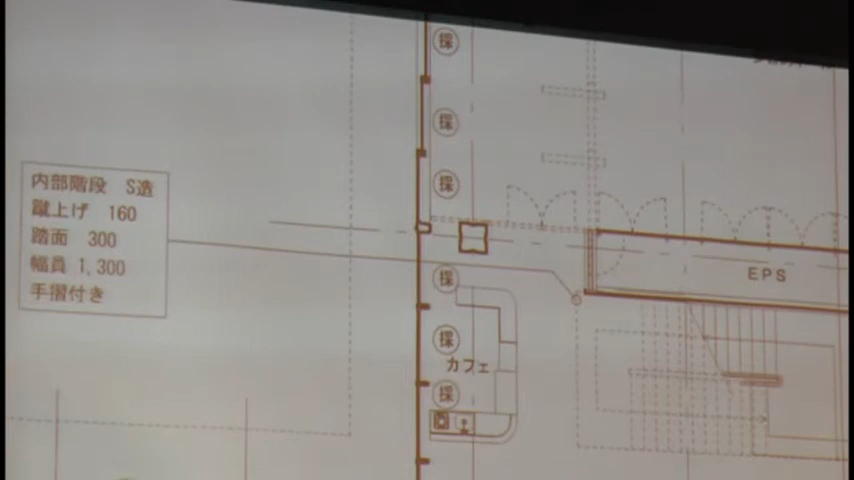 採
採
採
内部階段 S造
蹴上げ 160
踏面 300
幅員 1,300
手摺付き
EPS
採
採
カフェ
採